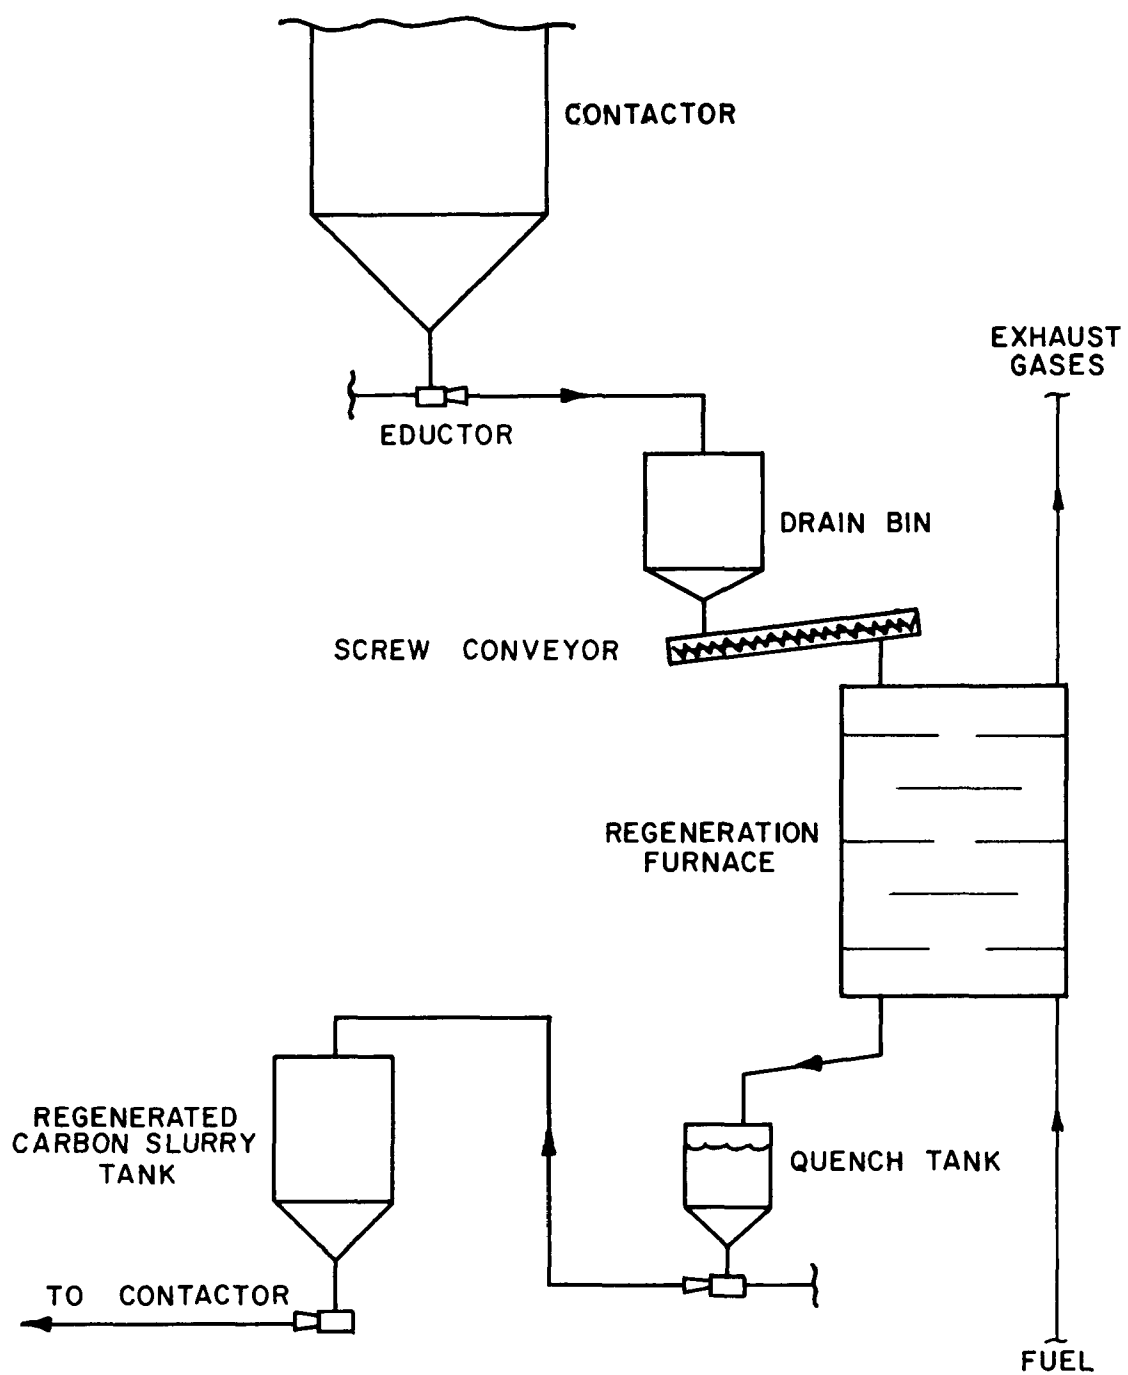 CONTACTOR
EXHAUST
GASES
EDUCTOR
DRAIN BIN
SCREW CONVEYOR
REGENERATION
FURNACE
REGENERATED
CARBON SLURRY
TANK
QUENCH TANK
TO CONTACTOR
FUEL